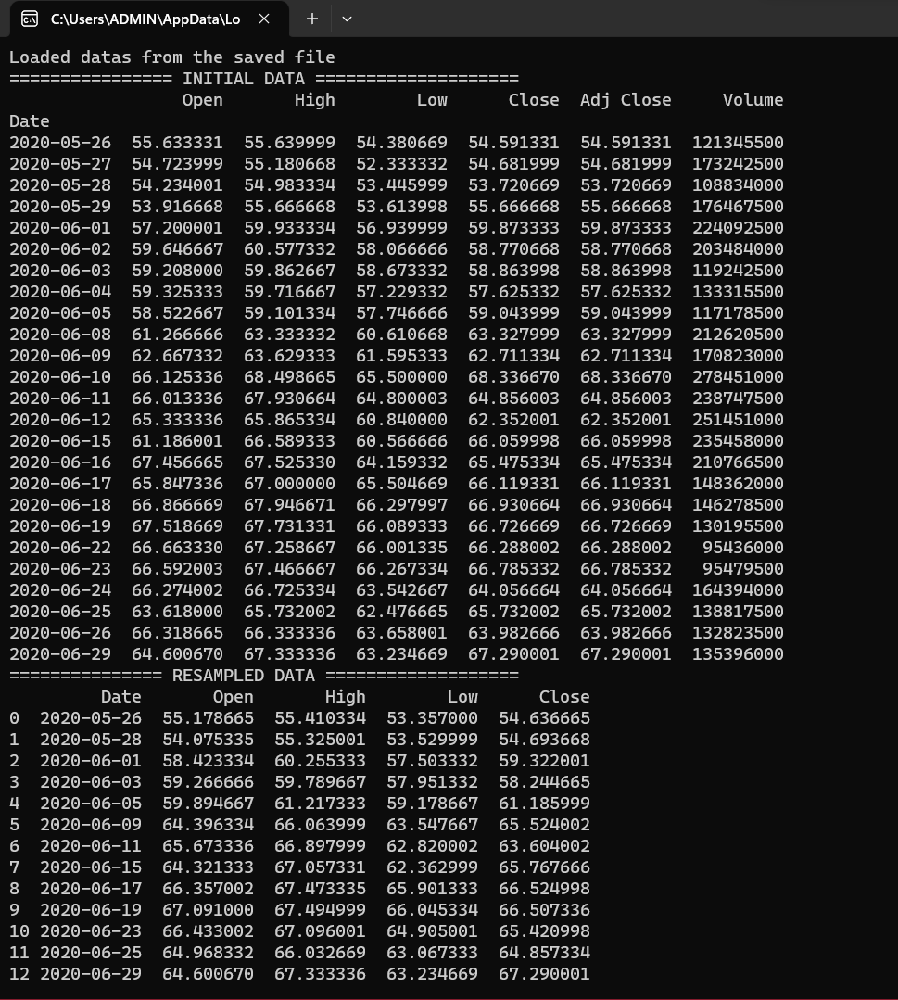 C:\Users\ADMIN\AppData\Lo
Loaded datas from the saved file
================ INITIAL DATA ====================
Open High Low Close Adj Close Volume
Date
2020-05-26 55.633331 55.639999 54.380669 54.591331 54.591331 121345500
2020-05-27 54.723999 55.180668 52.333332 54.681999 54.681999 173242500
2020-05-28 54.234001 54.983334 53.445999 53.720669 53.720669 108834000
2020-05-29 53.916668 55.666668 53.613998 55.666668 55.666668 176467500
2020-06-01 57.200001 59.933334 56.939999 59.873333 59.873333 224092500
2020-06-02 59.646667 60.577332 58.066666 58.770668 58.770668 203484000
2020-06-03 59.208000 59.862667 58.673332 58.863998 58.863998 119242500
2020-06-04 59.325333 59.716667 57.229332 57.625332 57.625332 133315500
2020-06-05 58.522667 59.101334 57.746666 59.043999 59.043999 117178500
2020-06-08 61.266666 63.333332 60.610668 63.327999 63.327999 212620500
2020-06-09 62.667332 63.629333 61.595333 62.711334 62.711334 170823000
2020-06-10 66.125336 68.498665 65.500000 68.336670 68.336670 278451000
2020-06-11 66.013336 67.930664 64.800003 64.856003 64.856003 238747500
2020-06-12 65.333336 65.865334 60.840000 62.352001 62.352001 251451000
2020-06-15 61.186001 66.589333 60.566666 66.059998 66.059998 235458000
2020-06-16 67.456665 67.525330 64.159332 65.475334 65.475334 210766500
2020-06-17 65.847336 67.000000 65.504669 66.119331 66.119331 148362000
2020-06-18 66.866669 67.946671 66.297997 66.930664 66.930664 146278500
2020-06-19 67.518669 67.731331 66.089333 66.726669 66.726669 130195500
2020-06-22 66.663330 67.258667 66.001335 66.288002 66.288002 95436000
2020-06-23 66.592003 67.466667 66.267334 66.785332 66.785332 95479500
2020-06-24 66.274002 66.725334 63.542667 64.056664 64.056664 164394000
2020-06-25 63.618000 65.732002 62.476665 65.732002 65.732002 138817500
2020-06-26 66.318665 66.333336 63.658001 63.982666 63.982666 132823500
2020-06-29 64.600670 67.333336 63.234669 67.290001 67.290001 135396000
=============== RESAMPLED DATA ===================
Date Open High Low Close
0 2020-05-26 55.178665 55.410334 53.357000 54.636665
1 2020-05-28 54.075335 55.325001 53.529999 54.693668
2 2020-06-01 58.423334 60.255333 57.503332 59.322001
3 2020-06-03 59.266666 59.789667 57.951332 58.244665
4 2020-06-05 59.894667 61.217333 59.178667 61.185999
5 2020-06-09 64.396334 66.063999 63.547667 65.524002
6 2020-06-11 65.673336 66.897999 62.820002 63.604002
7 2020-06-15 64.321333 67.057331 62.362999 65.767666
8 2020-06-17 66.357002 67.473335 65.901333 66.524998
9 2020-06-19 67.091000 67.494999 66.045334 66.507336
10 2020-06-23 66.433002 67.096001 64.905001 65.420998
11 2020-06-25 64.968332 66.032669 63.067333 64.857334
12 2020-06-29 64.600670 67.333336 63.234669 67.290001